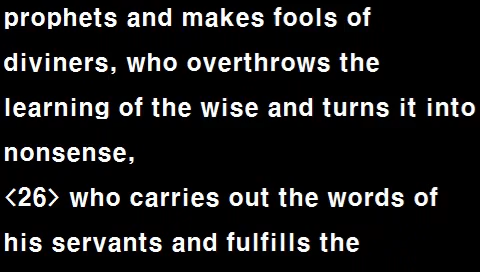 prophets and makes fools of
diviners, who overthrows the
learning of the wise and turns it into
nonsense,
<26> who carries out the words of
his servants and fulfills the